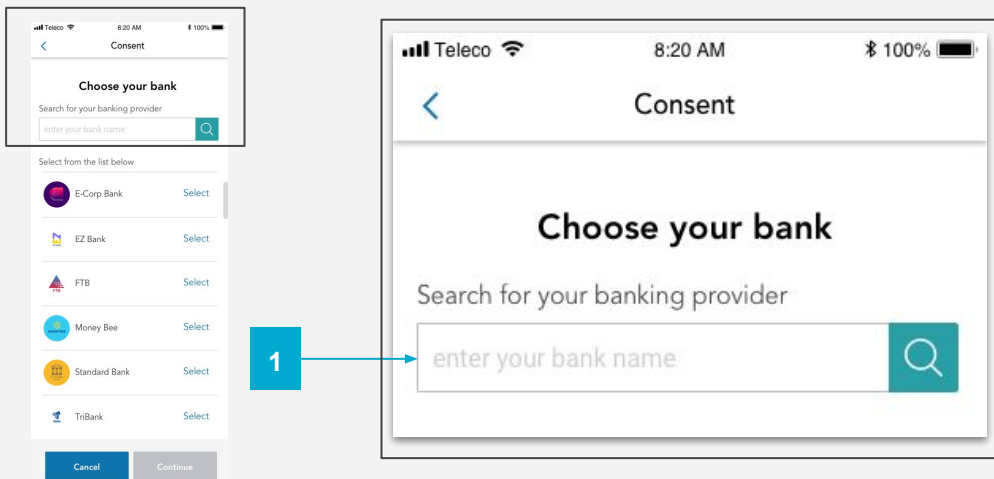 Teleco 8:20 AM 100%
Consent
Choose your bank
Search for your banking provider
enter your bank name
Select from the list below
E-Corp Bank Select
EZ Bank Select
FTB Select
FTB
Money Bee Select
Standard Bank Select
TriBank Select
Cancel Continue
1
Teleco 8:20 AM 100%
Consent
Choose your bank
Search for your banking provider
enter your bank name